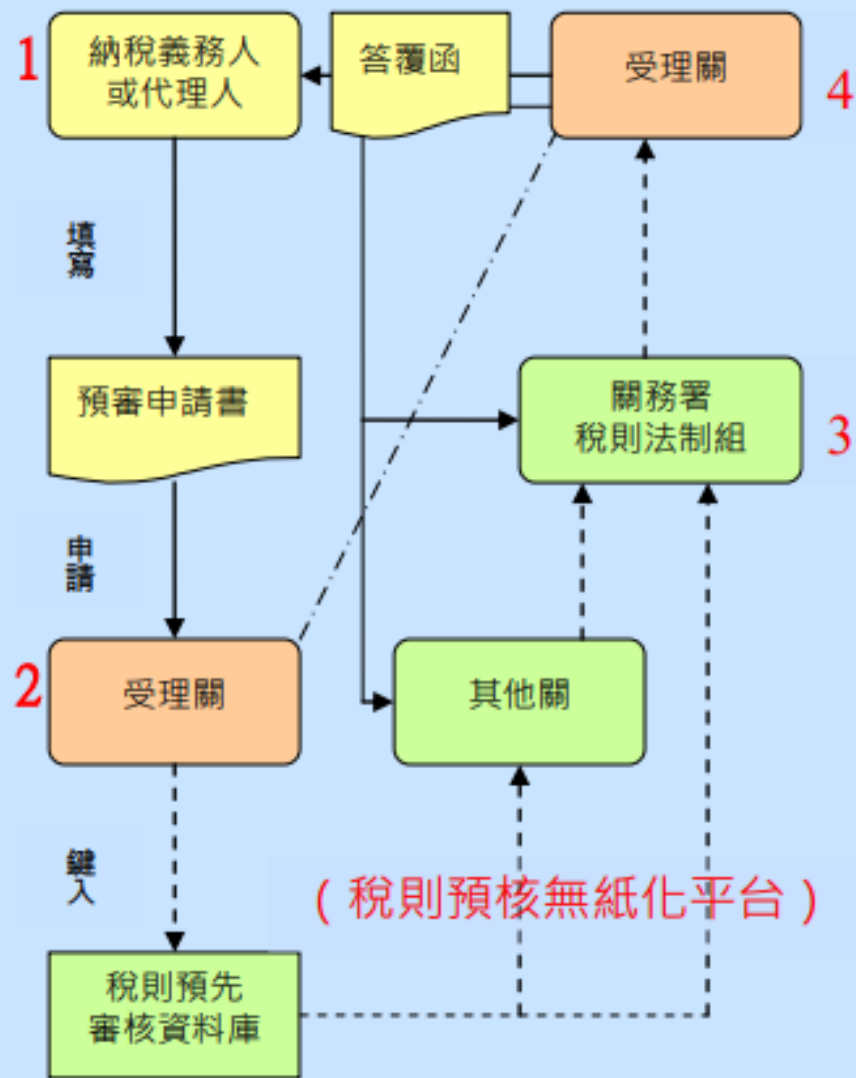 1
納稅義務人
或代理人
答覆函
受理關
4
填寫
預審申請書
關務署
稅則法制組
3
申請
2
受理關
其他關
鍵入
(稅則預核無紙化平台)
稅則預先
審核資料庫